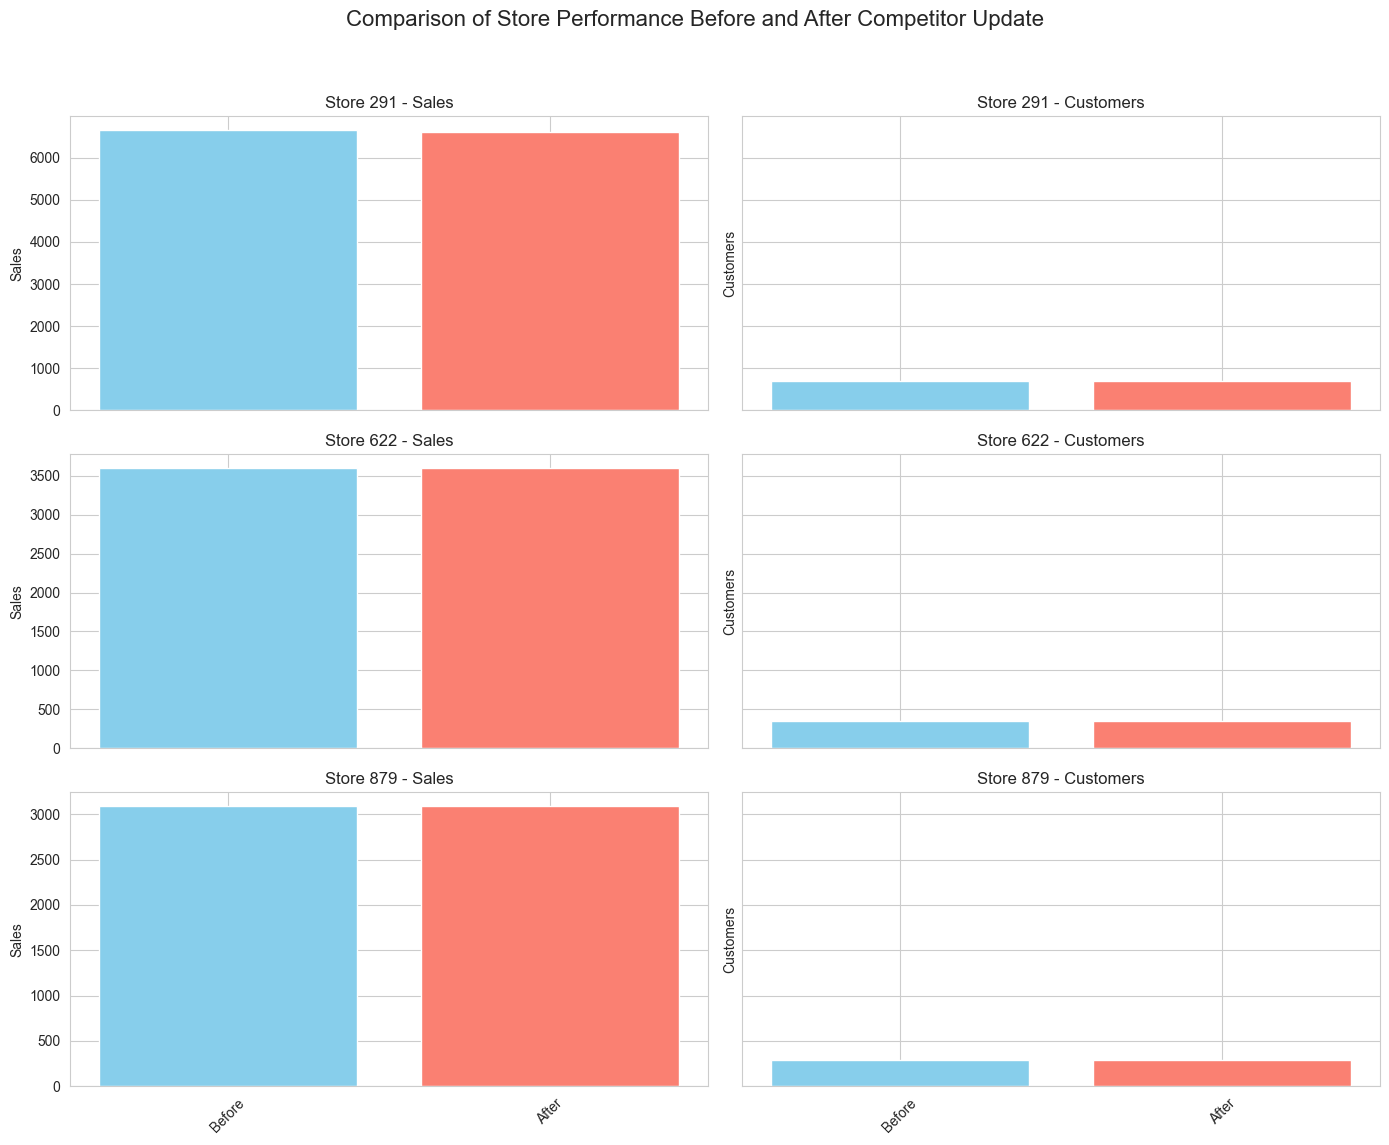 Comparison of Store Performance Before and After Competitor Update
Store 291 - Sales
Sales
6000
5000
4000
3000
2000
1000
0
Store 291 - Customers
Customers
Store 622 - Sales
Sales
3500
3000
2500
2000
1500
1000
500
0
Store 622 - Customers
Customers
Store 879 - Sales
Sales
3000
2500
2000
1500
1000
500
0
Before
After
Store 879 - Customers
Customers
Before
After